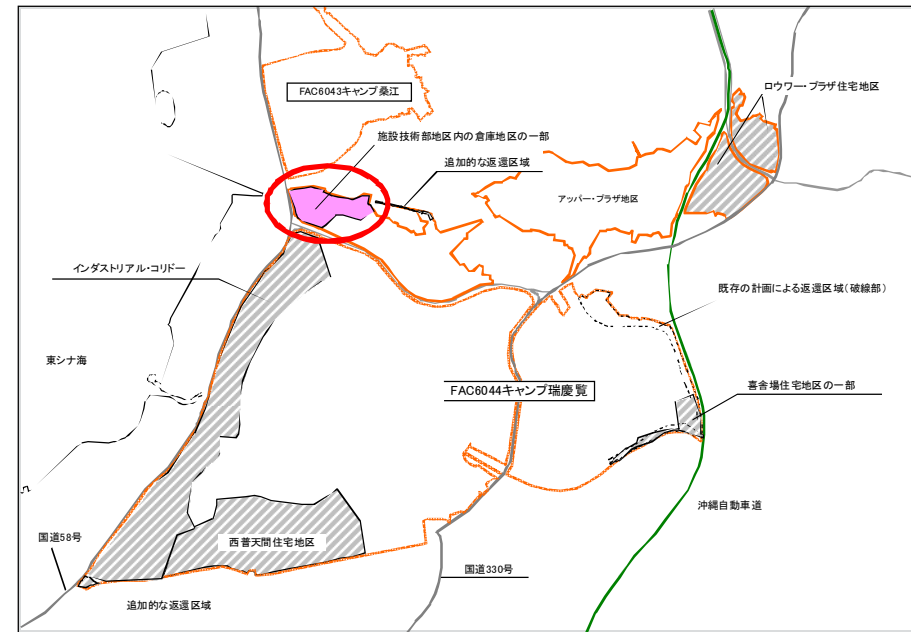 FAC6043キャンプ桑江
ロウワー・プラザ住宅地区
施設技術部地区内の倉庫地区の一部
追加的な返還区域
アッパー・プラザ地区
インダストリアル・コリドー
既存の計画による返還区域(破線部)
東シナ海
FAC6044キャンプ瑞慶覧
喜舎場住宅地区の一部
沖縄自動車道
国道58号
西普天間住宅地区
国道330号
追加的な返還区域